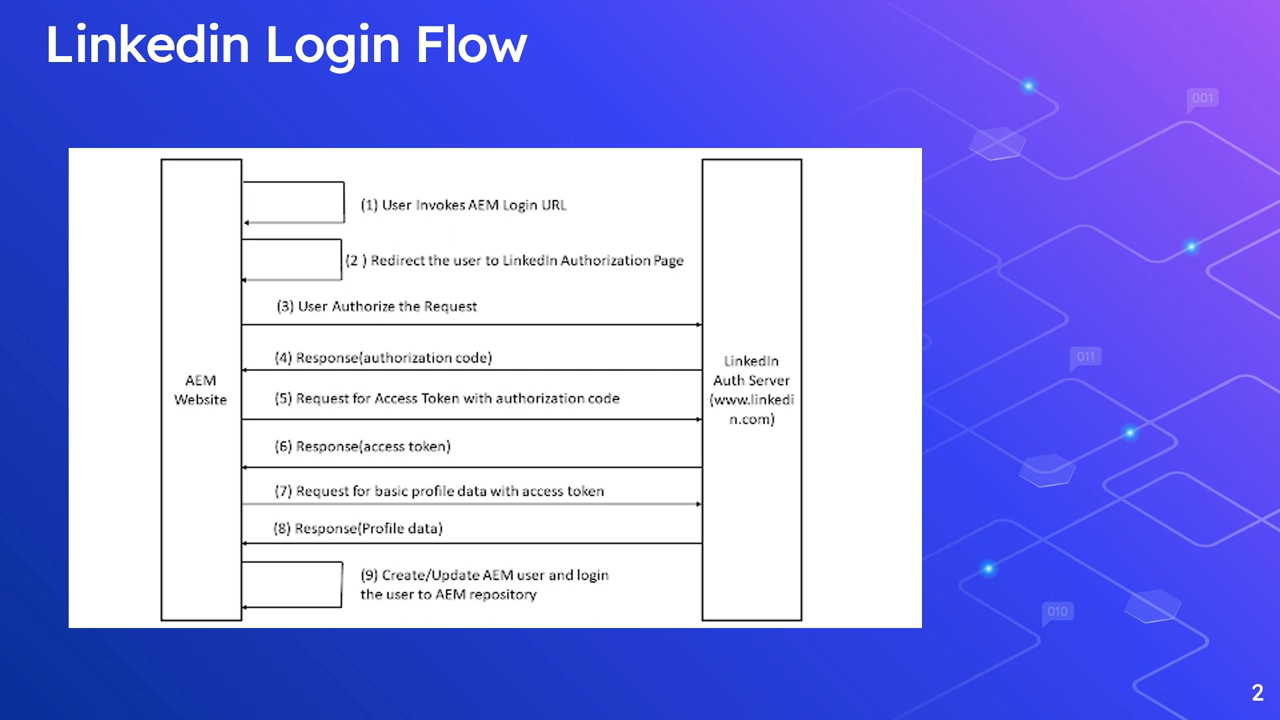 Linkedin Login Flow
001
(1) User Invokes AEM Login URL
(2 ) Redirect the user to LinkedIn Authorization Page
(3) User Authorize the Request
(4) Response(authorization code)
011
LinkedIn
Auth Server
(www.linkedi
n.com)
AEM
Website
(5) Request for Access Token with authorization code
(6) Response(access token)
(7) Request for basic profile data with access token
(8) Response(Profile data)
(9) Create/Update AEM user and login
the user to AEM repository
010
2